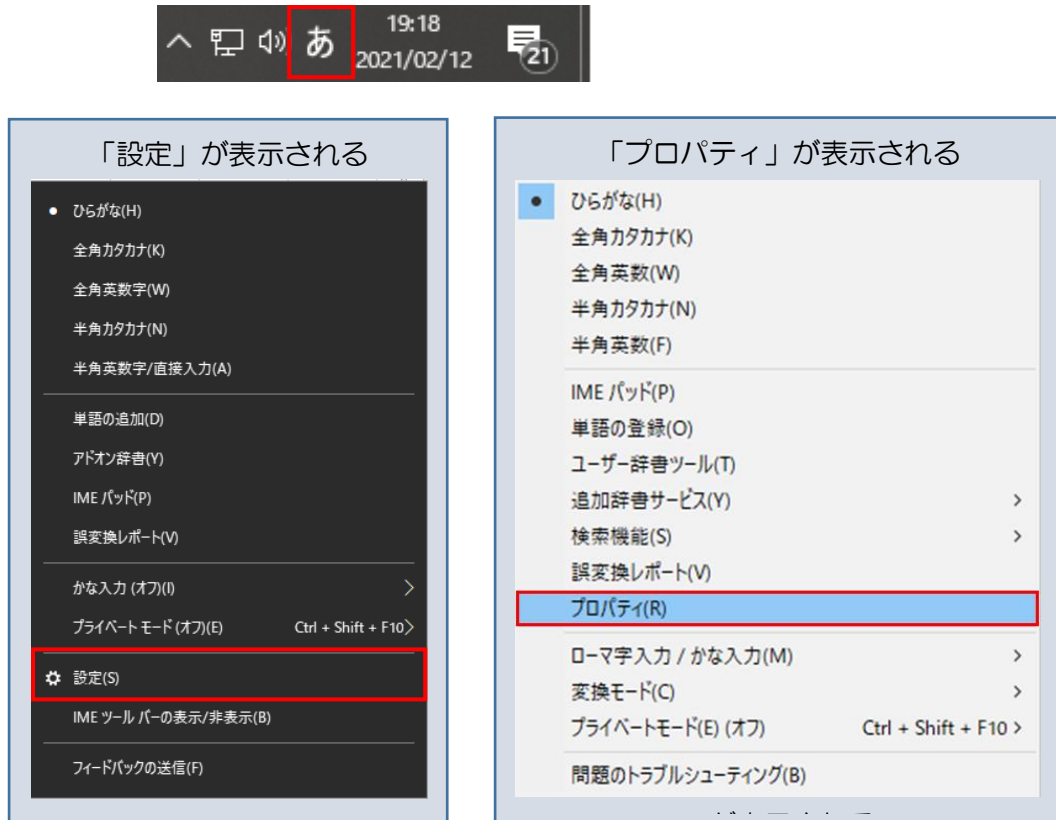 あ
19:18
2021/02/12
21
「設定」が表示される
ひらがな(H)
全角カタカナ(K)
全角英数字(W)
半角カタカナ(N)
半角英数字/直接入力(A)
単語の追加(D)
アドオン辞書(Y)
IME パッド(P)
誤変換レポート(V)
かな入力 (オフ)(I)
プライベート モード (オフ)(E) Ctrl + Shift + F10
設定(S)
IME ツール バーの表示/非表示(B)
フィードバックの送信(F)
「プロパティ」が表示される
ひらがな(H)
全角カタカナ(K)
全角英数(W)
半角カタカナ(N)
半角英数(F)
IME パッド(P)
単語の登録(O)
ユーザー辞書ツール(T)
追加辞書サービス(Y)
検索機能(S)
誤変換レポート(V)
プロパティ(R)
ローマ字入力 / かな入力(M)
変換モード(C)
プライベートモード(E) (オフ) Ctrl + Shift + F10
問題のトラブルシューティング(B)